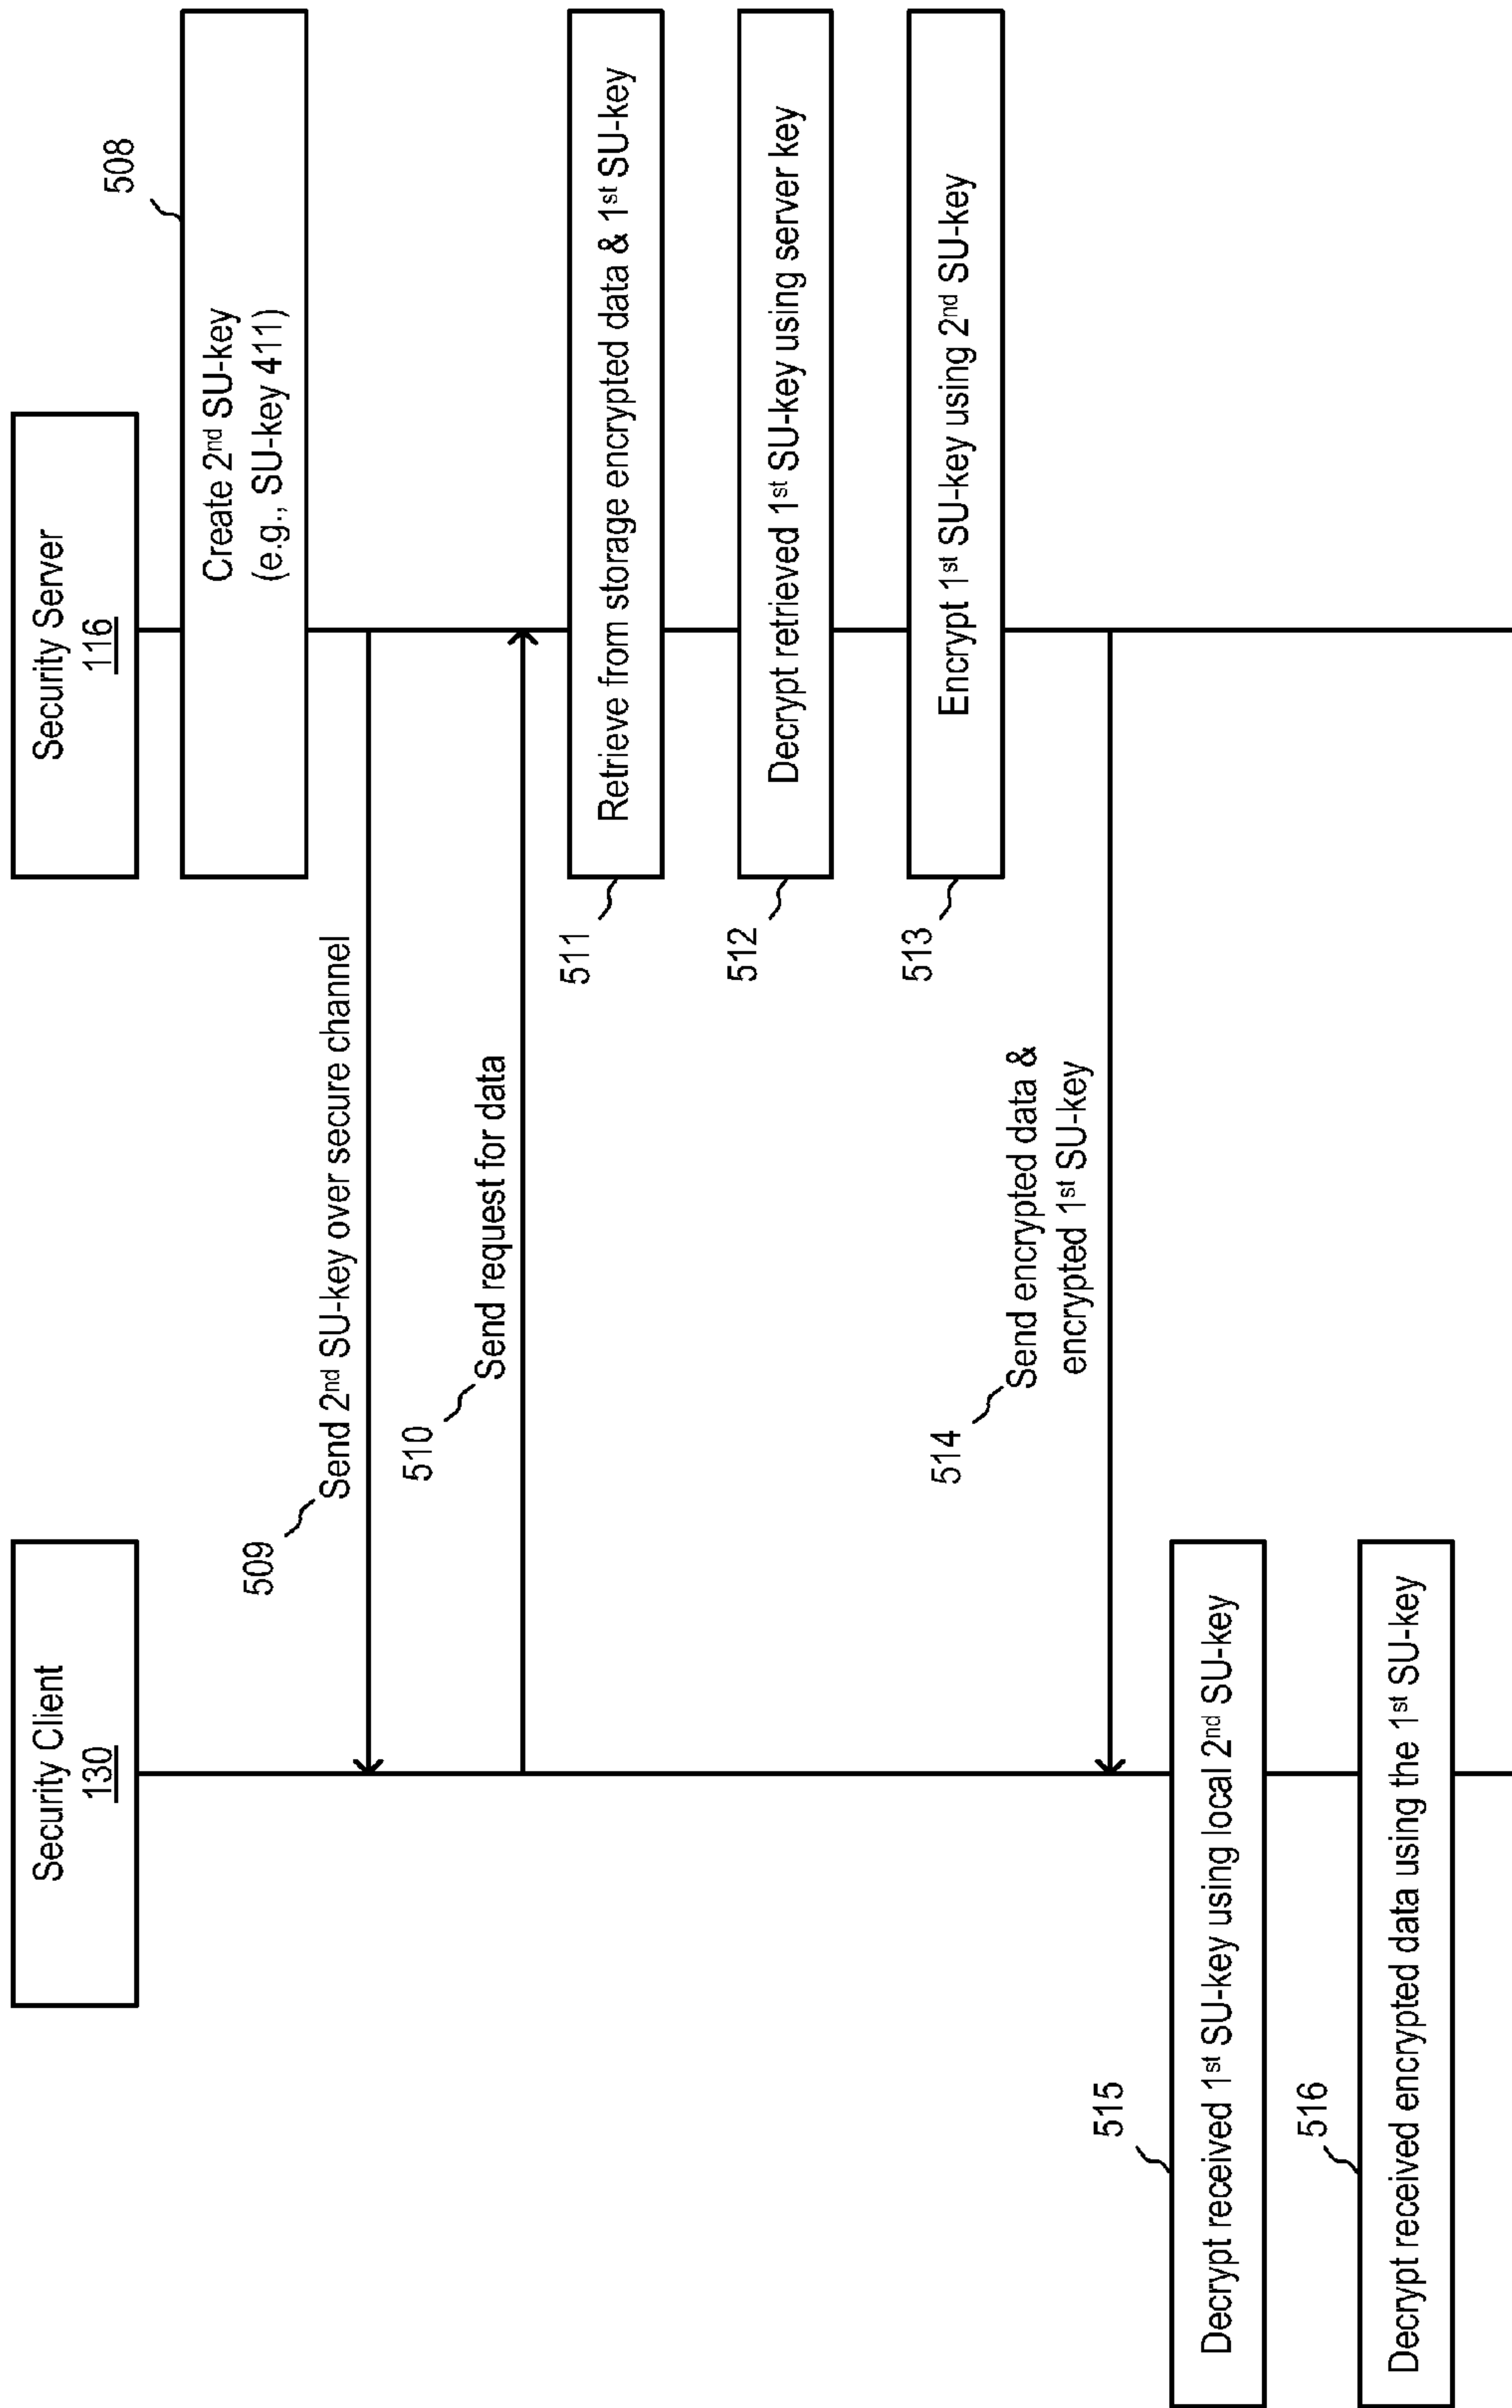 Security Client
130
Security Server
116
508
Create 2nd SU-key
(e.g., SU-key 411)
509
Send 2nd SU-key over secure channel
510
Send request for data
511
Retrieve from storage encrypted data & 1st SU-key
512
Decrypt retrieved 1st SU-key using server key
513
Encrypt 1st SU-key using 2nd SU-key
514
Send encrypted data &
encrypted 1st SU-key
515
Decrypt received 1st SU-key using local 2nd SU-key
516
Decrypt received encrypted data using the 1st SU-key